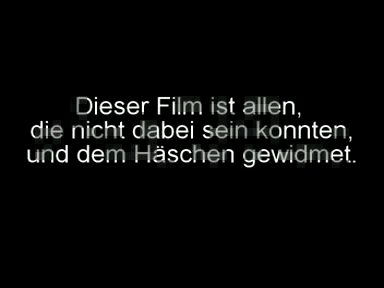 Dieser Film ist allen,
die nicht dabei sein konnten,
und dem Häschen gewidmet.